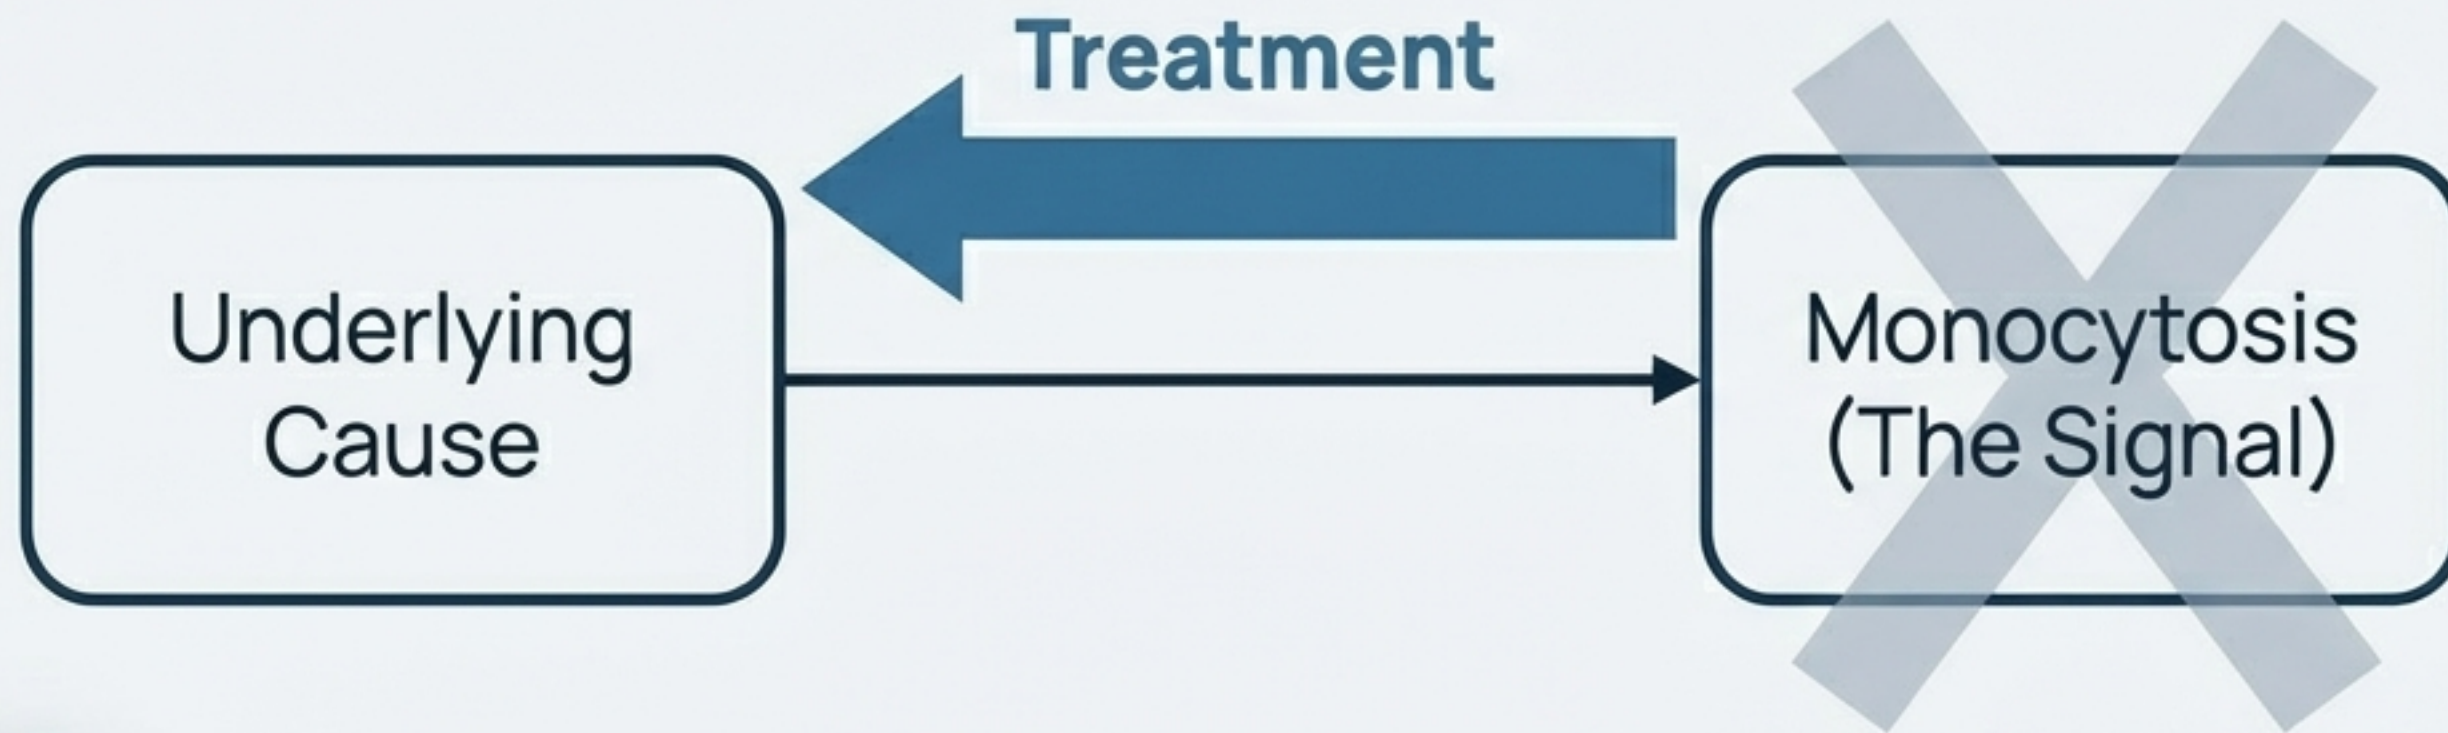 Treatment
Underlying
Cause
Monocytosis
(The Signal)